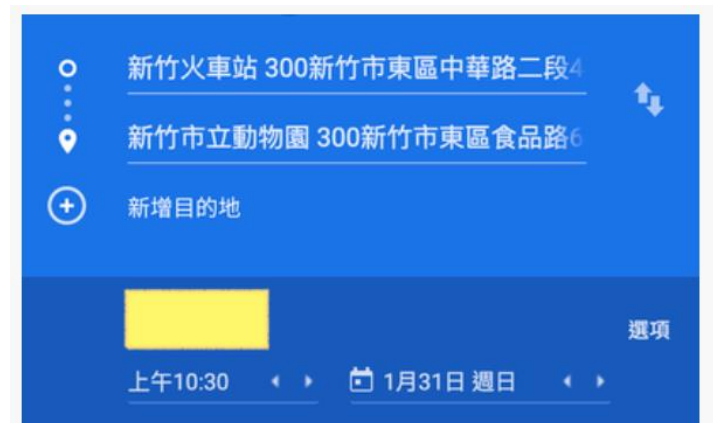 新竹火車站 300新竹市東區中華路二段4
新竹市立動物園 300新竹市東區食品路6
新增目的地
選項
上午10:30 1月31日 週日